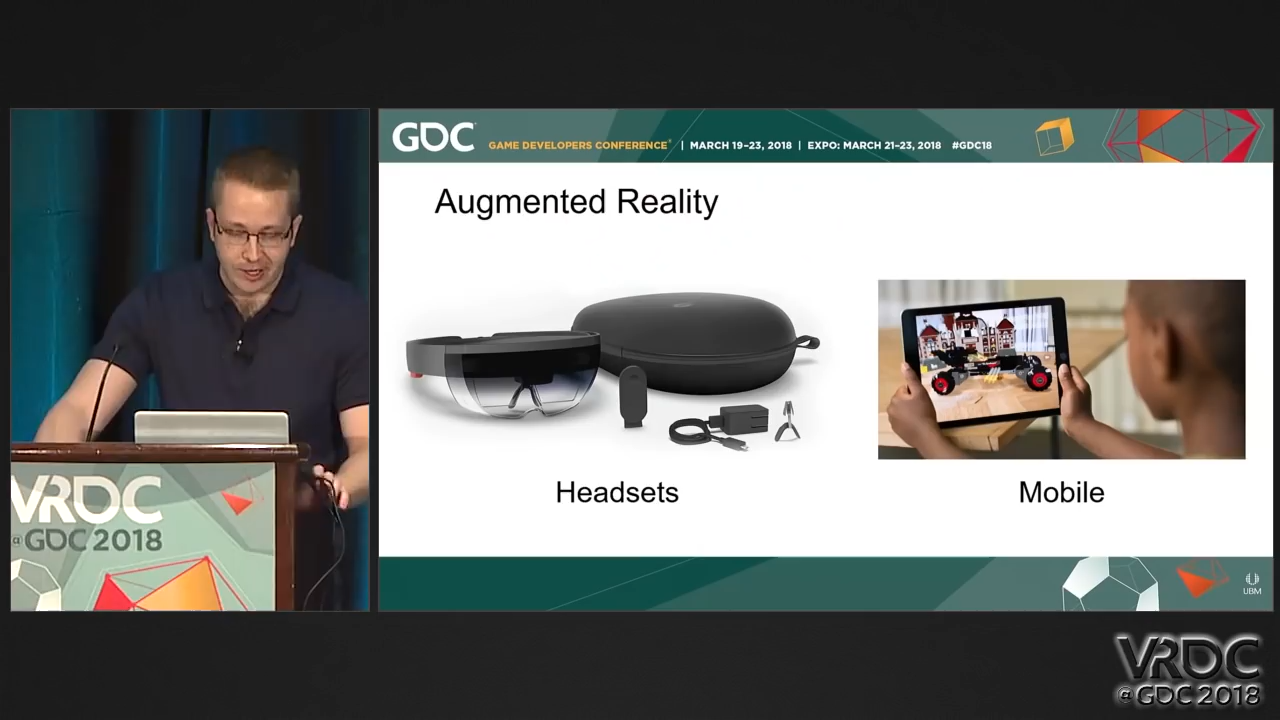 GDC
GAME DEVELOPERS CONFERENCE® | MARCH 19–23, 2018 | EXPO: MARCH 21–23, 2018 #GDC18
Augmented Reality
Headsets
Mobile
VRDC
@ GDC 2018
UBM
VRDC
@ GDC 2018